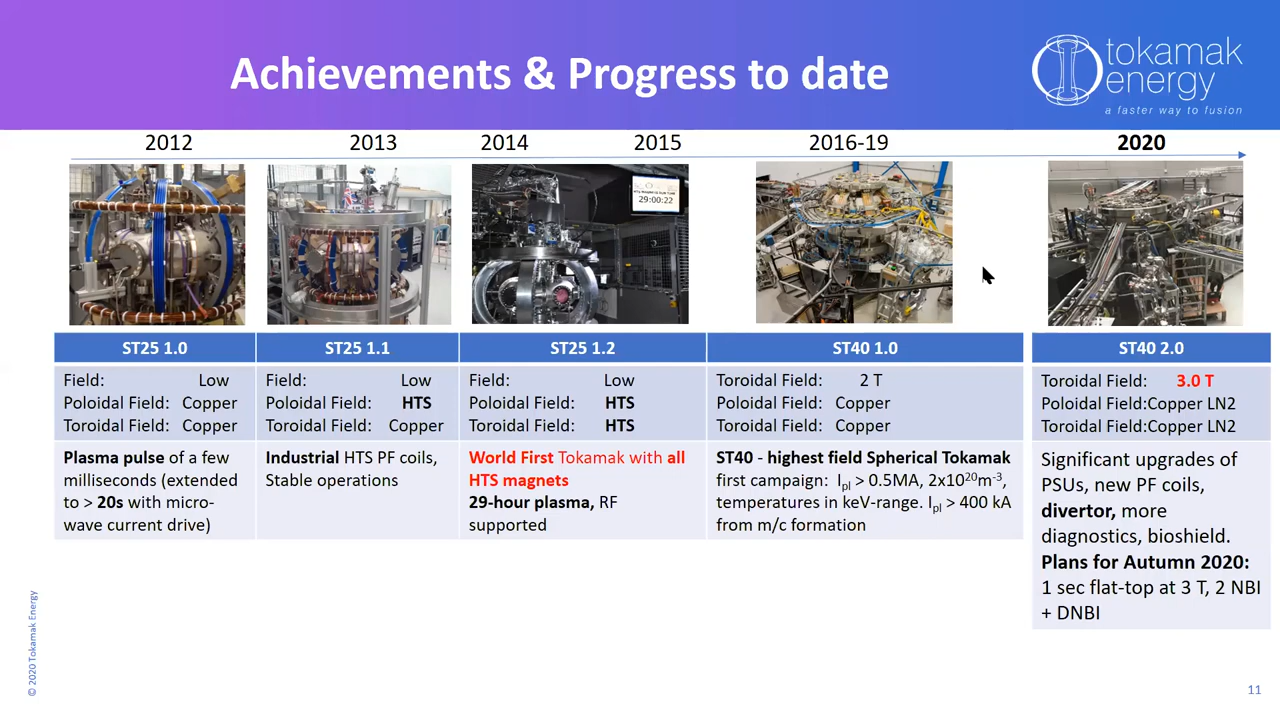 Achievements & Progress to date
tokamak
energy
a faster way to fusion
2012
2013
2014
2015
2016-19
2020
29:00:22
ST25 1.0
Field: Low
Poloidal Field: Copper
Toroidal Field: Copper
Plasma pulse of a few
milliseconds (extended
to > 20s with micro-
wave current drive)
ST25 1.1
Field: Low
Poloidal Field: HTS
Toroidal Field: Copper
Industrial HTS PF coils,
Stable operations
ST25 1.2
Field: Low
Poloidal Field: HTS
Toroidal Field: HTS
World First Tokamak with all
HTS magnets
29-hour plasma, RF
supported
ST40 1.0
Toroidal Field: 2 T
Poloidal Field: Copper
Toroidal Field: Copper
ST40 - highest field Spherical Tokamak
first campaign: Ipl > 0.5MA, 2x10²⁰m⁻³,
temperatures in keV-range. Ipl > 400 kA
from m/c formation
ST40 2.0
Toroidal Field: 3.0 T
Poloidal Field:Copper LN2
Toroidal Field:Copper LN2
Significant upgrades of
PSUs, new PF coils,
divertor, more
diagnostics, bioshield.
Plans for Autumn 2020:
1 sec flat-top at 3 T, 2 NBI
+ DNBI
© 2020 Tokamak Energy
11